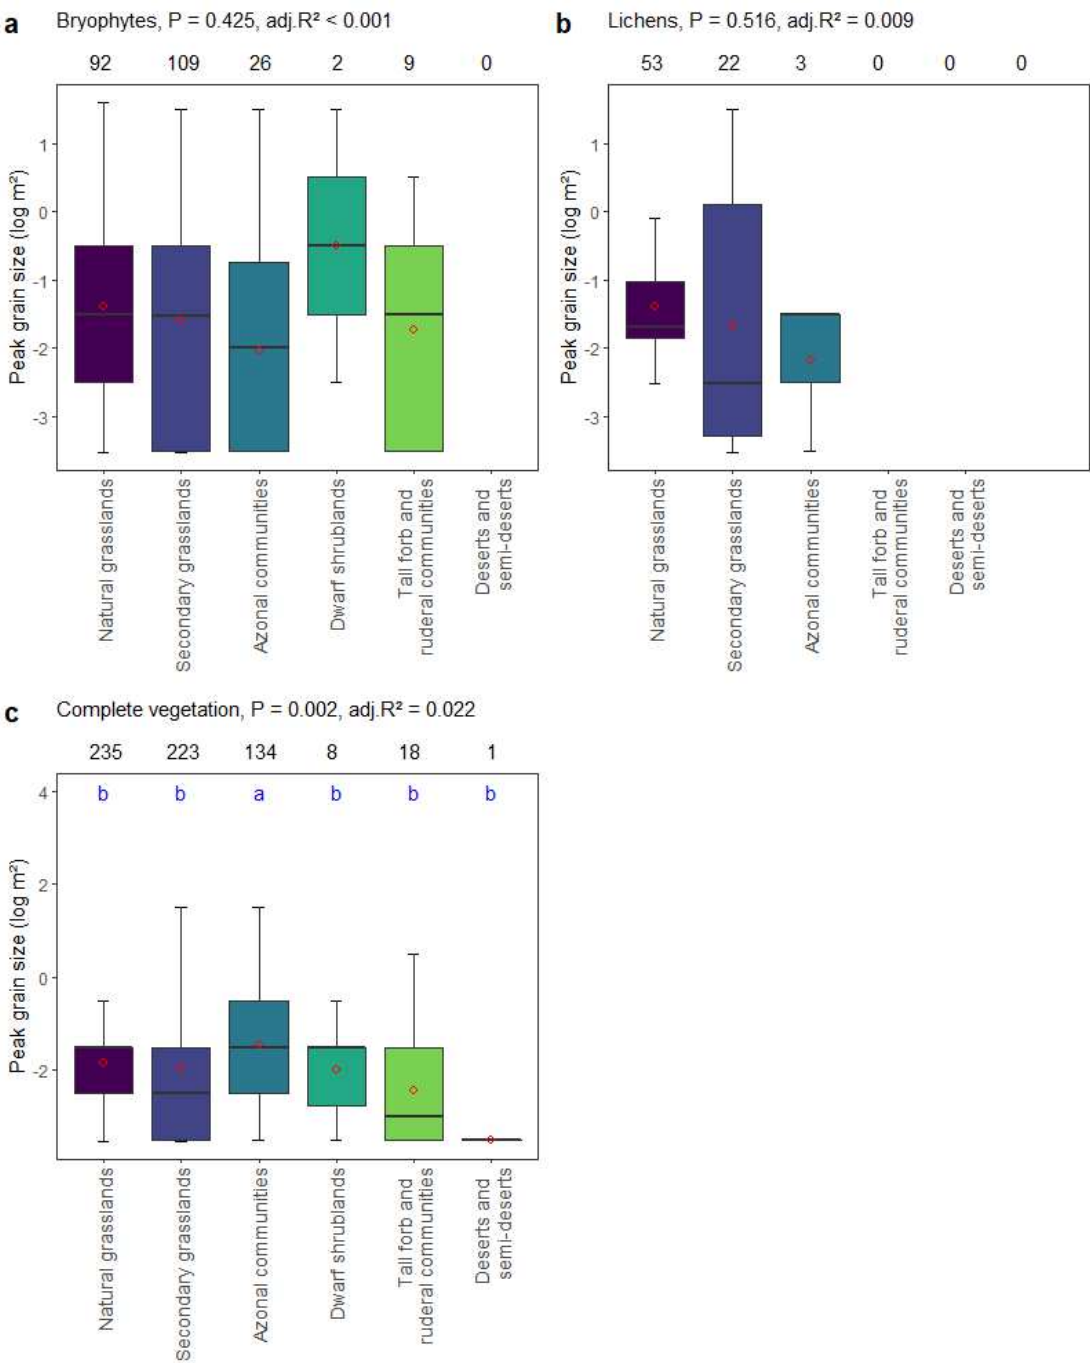 a Bryophytes, P = 0.425, adj.R² < 0.001
92 109 26 2 9 0
Peak grain size (log m²)
1
0
-1
-2
-3
Natural grasslands
Secondary grasslands
Azonal communities
Dwarf shrublands
Tall forb and
ruderal communities
Deserts and
semi-deserts
b Lichens, P = 0.516, adj.R² = 0.009
53 22 3 0 0 0
Peak grain size (log m²)
1
0
-1
-2
-3
Natural grasslands
Secondary grasslands
Azonal communities
Tall forb and
ruderal communities
Deserts and
semi-deserts
c Complete vegetation, P = 0.002, adj.R² = 0.022
235 223 134 8 18 1
b b a b b b
Peak grain size (log m²)
4
2
0
-2
Natural grasslands
Secondary grasslands
Azonal communities
Dwarf shrublands
Tall forb and
ruderal communities
Deserts and
semi-deserts